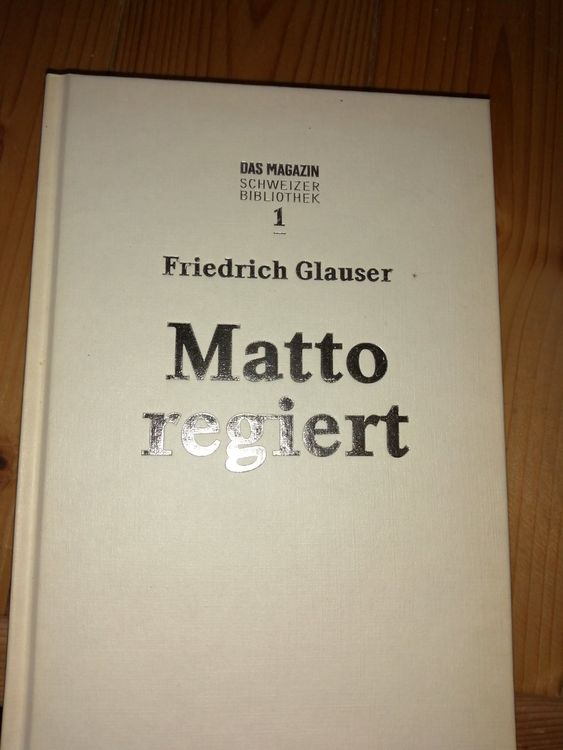 DAS MAGAZIN
SCHWEIZER
BIBLIOTHEK
1
Friedrich Glauser
Matto
regiert